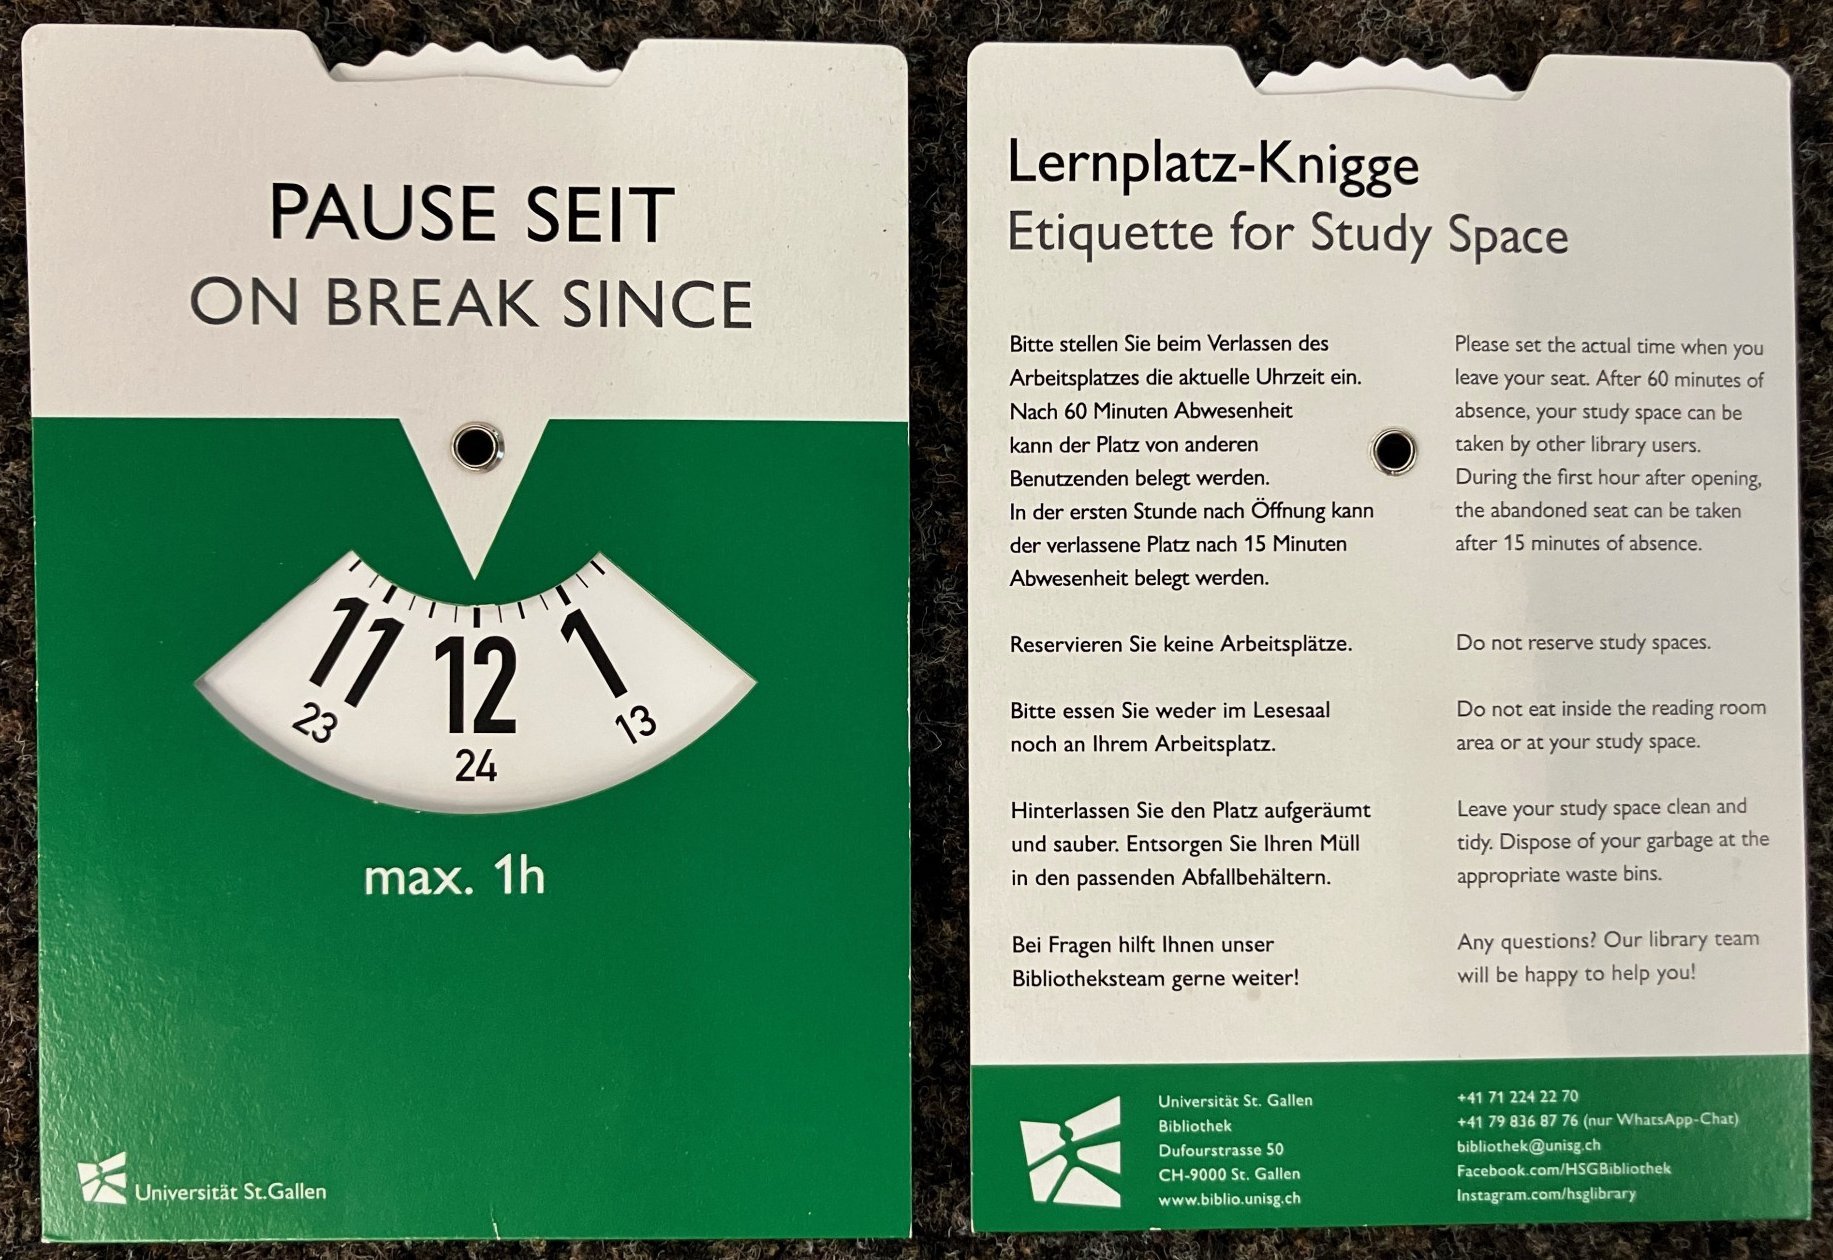 PAUSE SEIT
ON BREAK SINCE
11 12 1
23 24 13
max. 1h
Universität St.Gallen
Lernplatz-Knigge
Etiquette for Study Space
Bitte stellen Sie beim Verlassen des
Arbeitsplatzes die aktuelle Uhrzeit ein.
Nach 60 Minuten Abwesenheit
kann der Platz von anderen
Benutzenden belegt werden.
In der ersten Stunde nach Öffnung kann
der verlassene Platz nach 15 Minuten
Abwesenheit belegt werden.
Reservieren Sie keine Arbeitsplätze.
Bitte essen Sie weder im Lesesaal
noch an Ihrem Arbeitsplatz.
Hinterlassen Sie den Platz aufgeräumt
und sauber. Entsorgen Sie Ihren Müll
in den passenden Abfallbehältern.
Bei Fragen hilft Ihnen unser
Bibliotheksteam gerne weiter!
Please set the actual time when you
leave your seat. After 60 minutes of
absence, your study space can be
taken by other library users.
During the first hour after opening,
the abandoned seat can be taken
after 15 minutes of absence.
Do not reserve study spaces.
Do not eat inside the reading room
area or at your study space.
Leave your study space clean and
tidy. Dispose of your garbage at the
appropriate waste bins.
Any questions? Our library team
will be happy to help you!
Universität St. Gallen
Bibliothek
Dufourstrasse 50
CH-9000 St. Gallen
www.biblio.unisg.ch
+41 71 224 22 70
+41 79 836 87 76 (nur WhatsApp-Chat)
bibliothek@unisg.ch
Facebook.com/HSGBibliothek
Instagram.com/hsglibrary